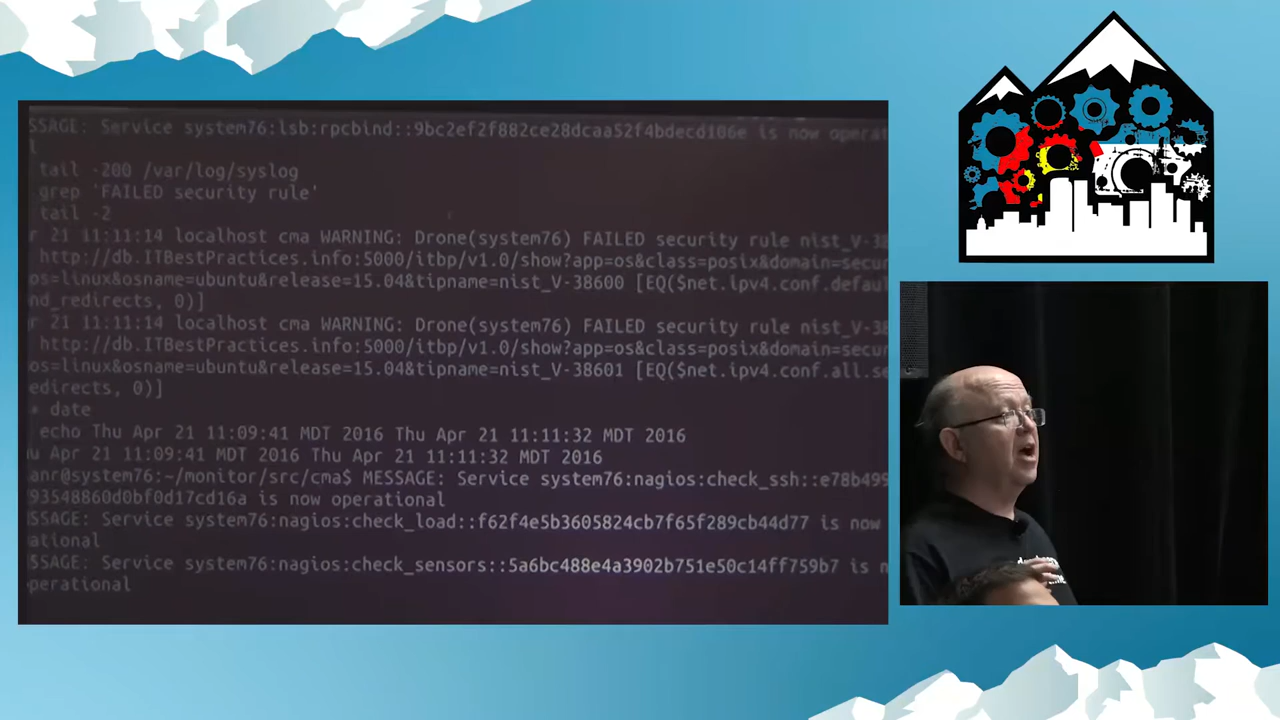 SSAGE: Service system76:lsb:rpcbind::9bc2ef2f882ce28dcaa52f4bdecd106e is now operat
l
tail -200 /var/log/syslog
grep 'FAILED security rule'
tail -2
r 21 11:11:14 localhost cma WARNING: Drone(system76) FAILED security rule nist_V-38
http://db.ITBestPractices.info:5000/itbp/v1.0/show?app=os&class=posix&domain=secur
os=linux&osname=ubuntu&release=15.04&tipname=nist_V-38600 [EQ($net.ipv4.conf.defau
nd_redirects, 0)]
r 21 11:11:14 localhost cma WARNING: Drone(system76) FAILED security rule nist_V-38
http://db.ITBestPractices.info:5000/itbp/v1.0/show?app=os&class=posix&domain=secur
os=linux&osname=ubuntu&release=15.04&tipname=nist_V-38601 [EQ($net.ipv4.conf.all.se
edirects, 0)]
+ date
echo Thu Apr 21 11:09:41 MDT 2016 Thu Apr 21 11:11:32 MDT 2016
u Apr 21 11:09:41 MDT 2016 Thu Apr 21 11:11:32 MDT 2016
anr@system76:~/monitor/src/cma$ MESSAGE: Service system76:nagios:check_ssh::e78b499
93548860d0bf0d17cd16a is now operational
SSAGE: Service system76:nagios:check_load::f62f4e5b3605824cb7f65f289cb44d77 is now
ational
SSAGE: Service system76:nagios:check_sensors::5a6bc488e4a3902b751e50c14ff759b7 is n
perational